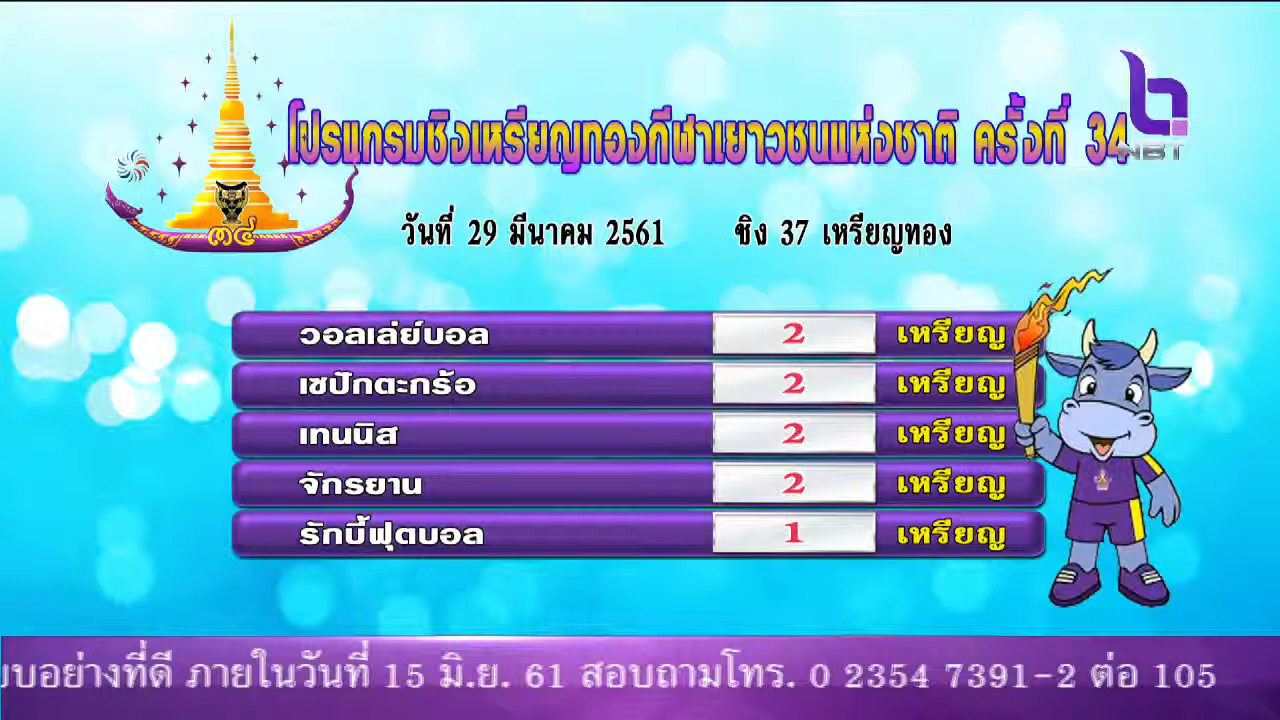 โปรแกรมชิงเหรียญทองกีฬาเยาวชนแห่งชาติ ครั้งที่ 34
NBT
๓๔
วันที่ 29 มีนาคม 2561 ชิง 37 เหรียญทอง
วอลเล่ย์บอล 2 เหรียญ
เซปักตะกร้อ 2 เหรียญ
เทนนิส 2 เหรียญ
จักรยาน 2 เหรียญ
รักบี้ฟุตบอล 1 เหรียญ
บอย่างที่ดี ภายในวันที่ 15 มิ.ย. 61 สอบถามโทร. 0 2354 7391-2 ต่อ 105